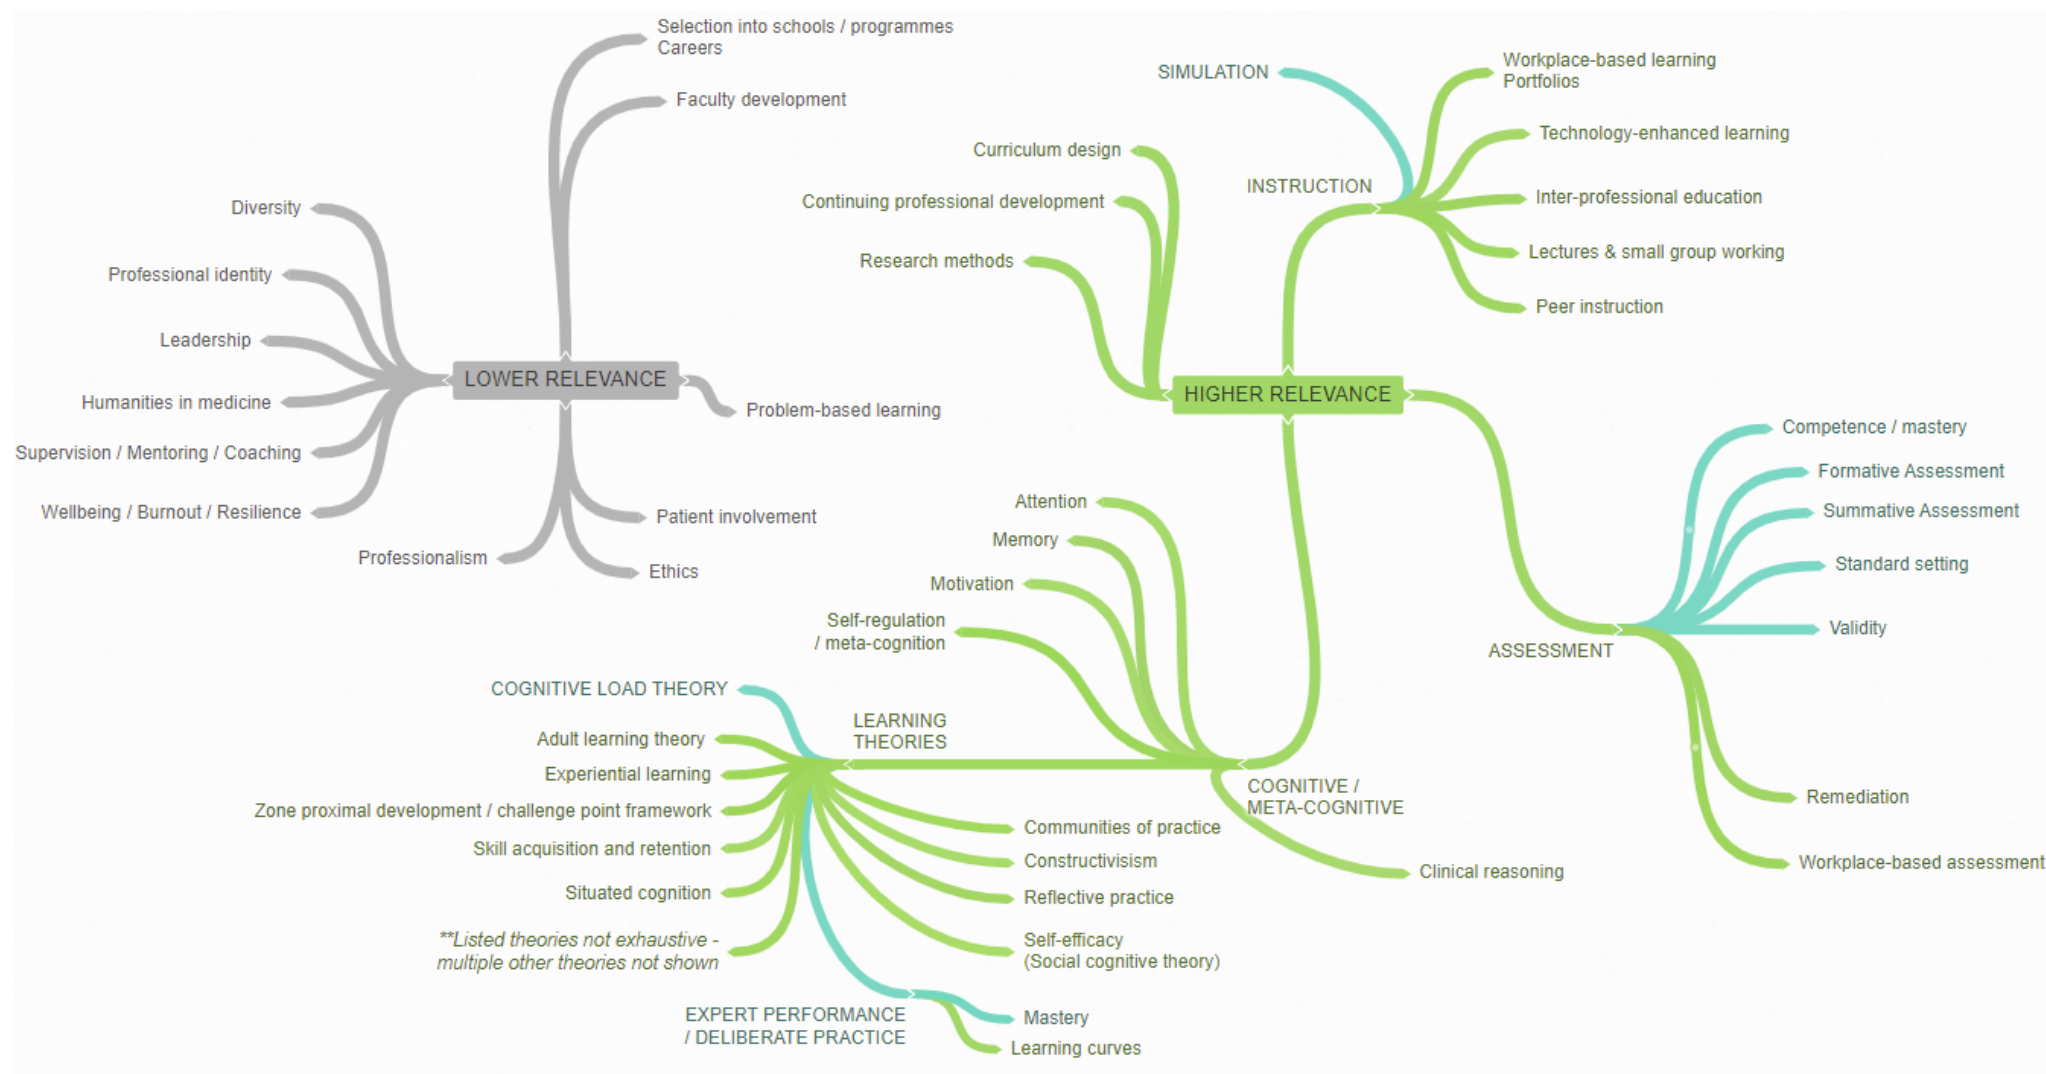 Selection into schools / programmes
Careers
Faculty development
Diversity
Professional identity
Leadership
Humanities in medicine
Supervision / Mentoring / Coaching
Wellbeing / Burnout / Resilience
LOWER RELEVANCE
Problem-based learning
Patient involvement
Professionalism
Ethics
SIMULATION
Workplace-based learning
Portfolios
Technology-enhanced learning
INSTRUCTION
Inter-professional education
Lectures & small group working
Peer instruction
Curriculum design
Continuing professional development
Research methods
HIGHER RELEVANCE
Competence / mastery
Formative Assessment
Summative Assessment
Standard setting
Validity
ASSESSMENT
Remediation
Workplace-based assessment
Attention
Memory
Motivation
Self-regulation
/ meta-cognition
COGNITIVE /
META-COGNITIVE
Clinical reasoning
LEARNING
THEORIES
COGNITIVE LOAD THEORY
Adult learning theory
Experiential learning
Zone proximal development / challenge point framework
Skill acquisition and retention
Situated cognition
**Listed theories not exhaustive -
multiple other theories not shown
Communities of practice
Constructivisism
Reflective practice
Self-efficacy
(Social cognitive theory)
EXPERT PERFORMANCE
/ DELIBERATE PRACTICE
Mastery
Learning curves